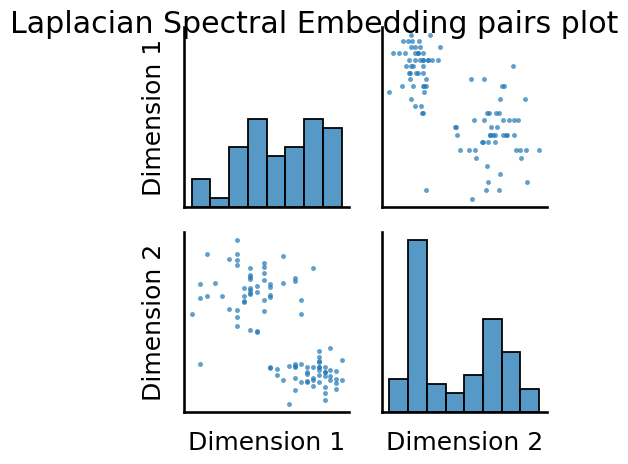 Laplacian Spectral Embedding pairs plot
Dimension 1
Dimension 2
Dimension 1
Dimension 2